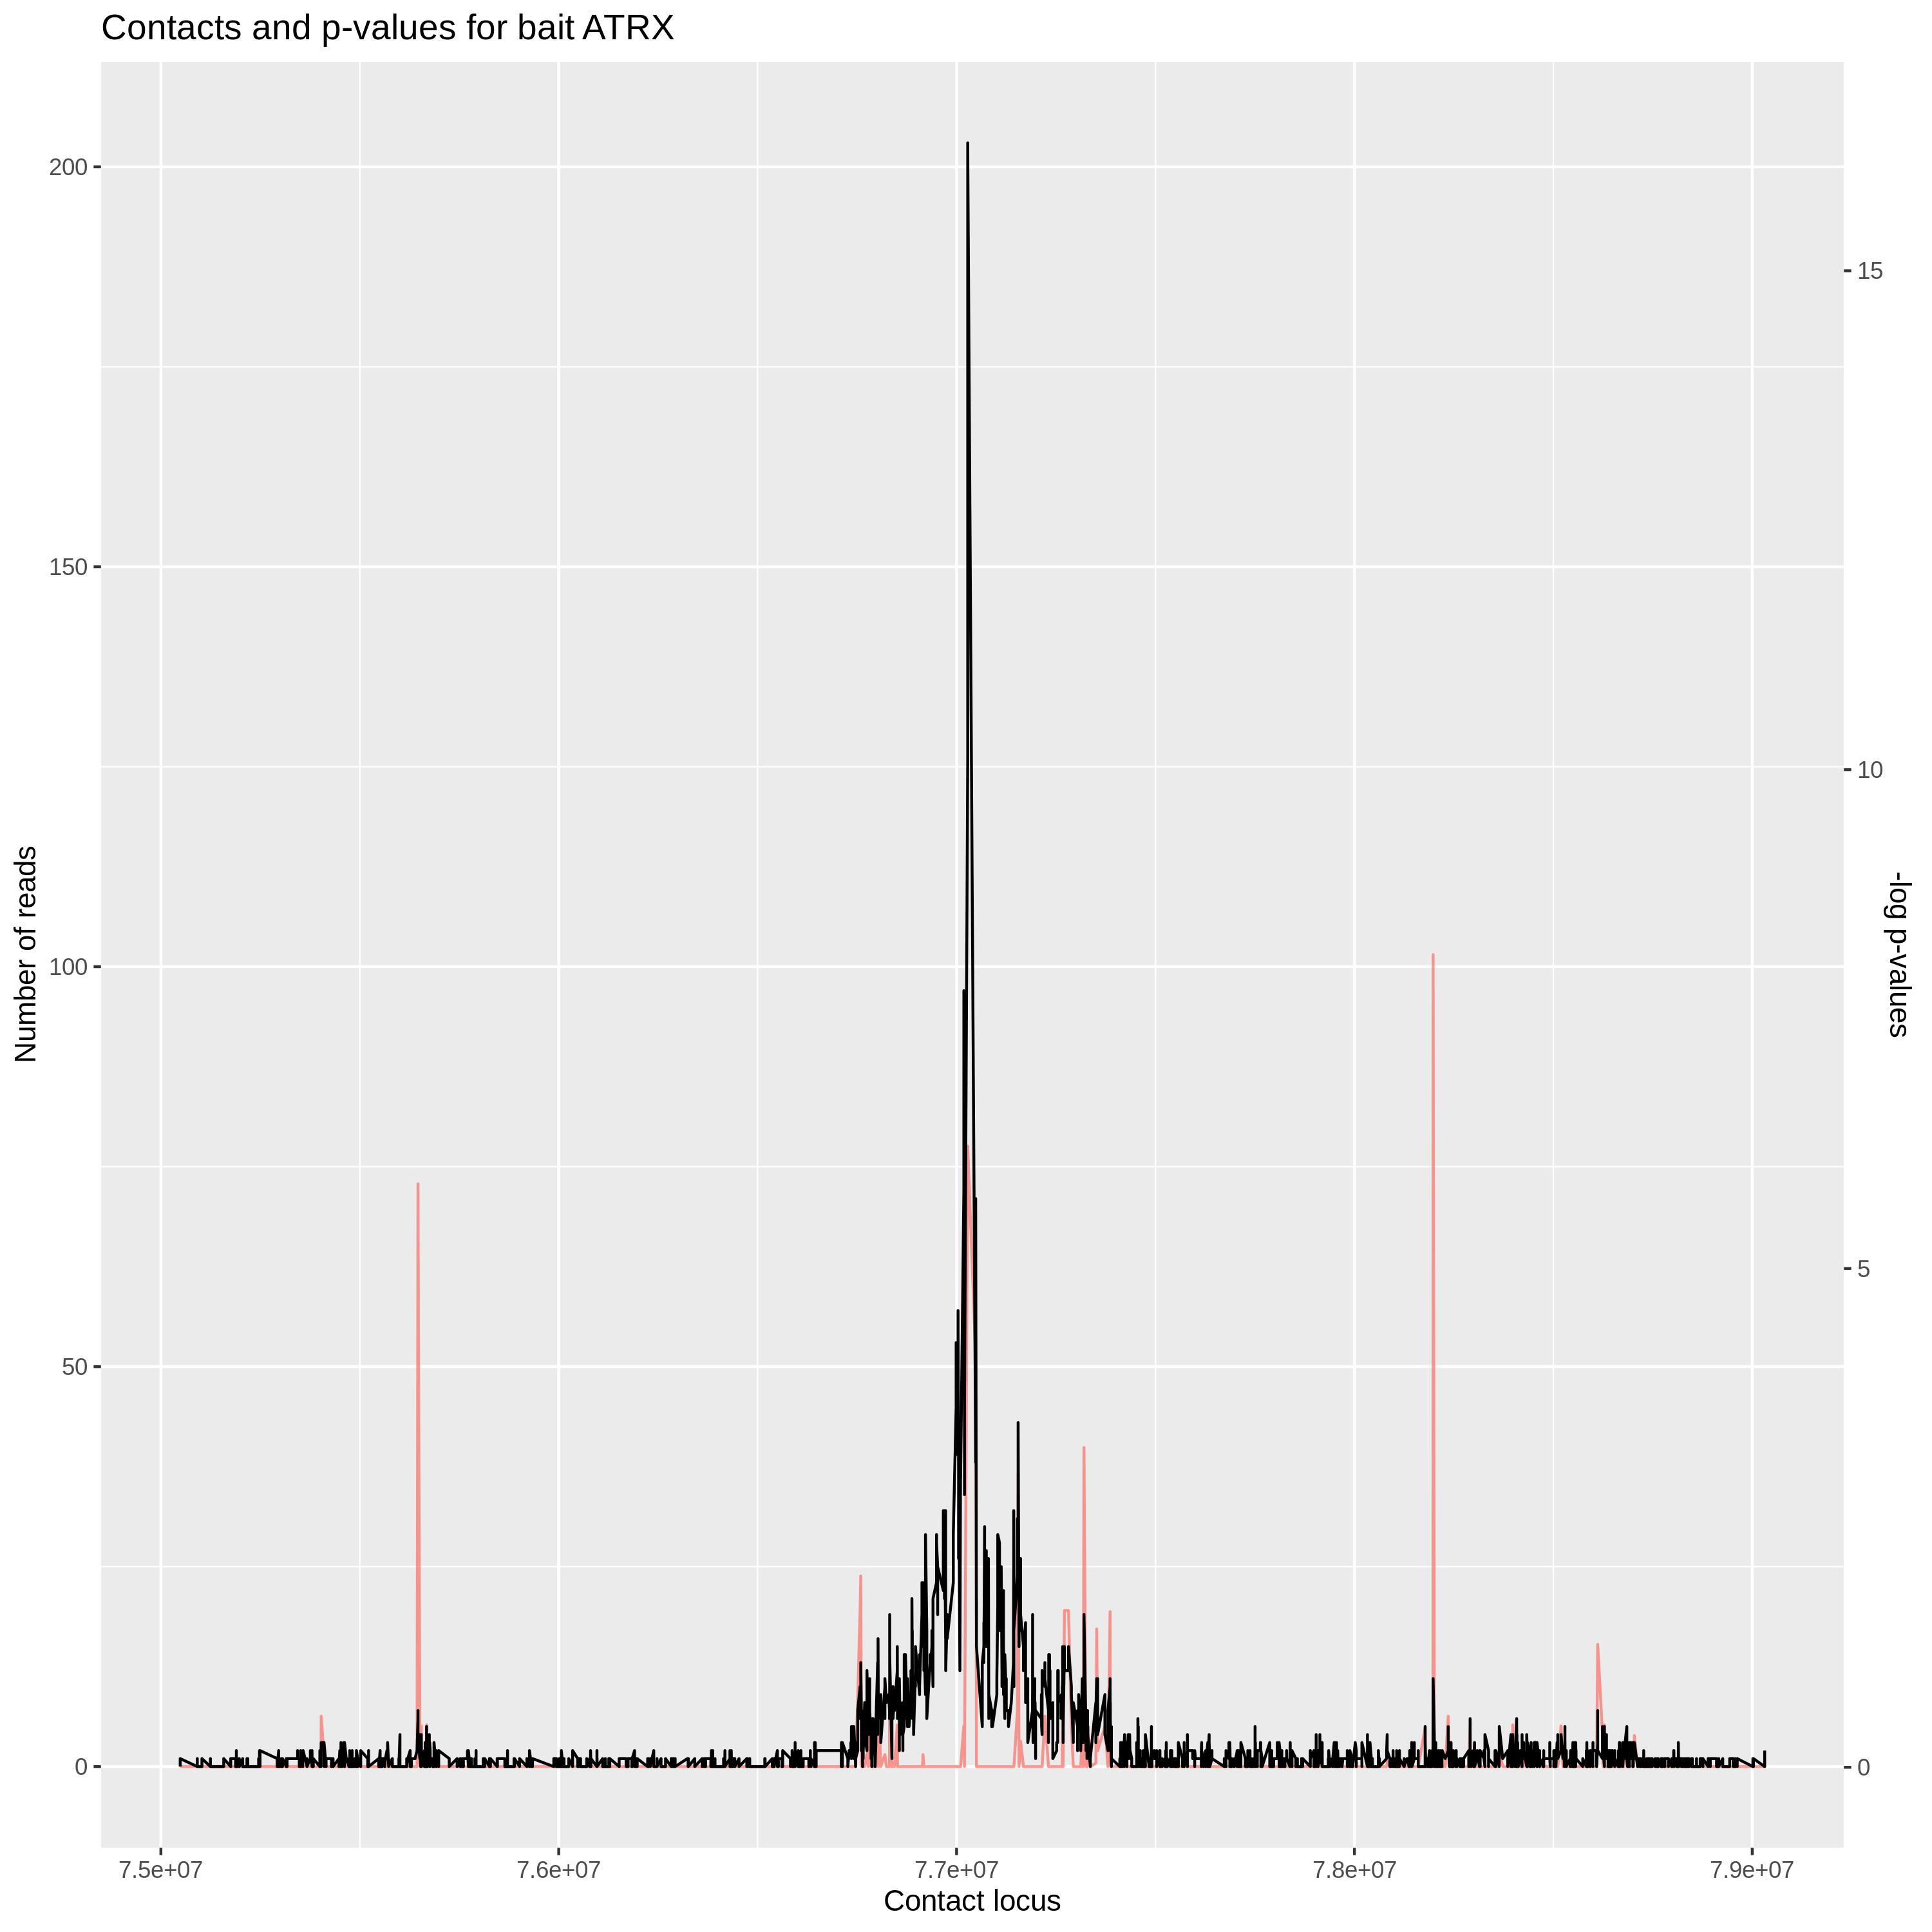 Contacts and p-values for bait ATRX
200
150
100
50
0
Number of reads
15
10
5
0
-log p-values
7.5e+07 7.6e+07 7.7e+07 7.8e+07 7.9e+07
Contact locus